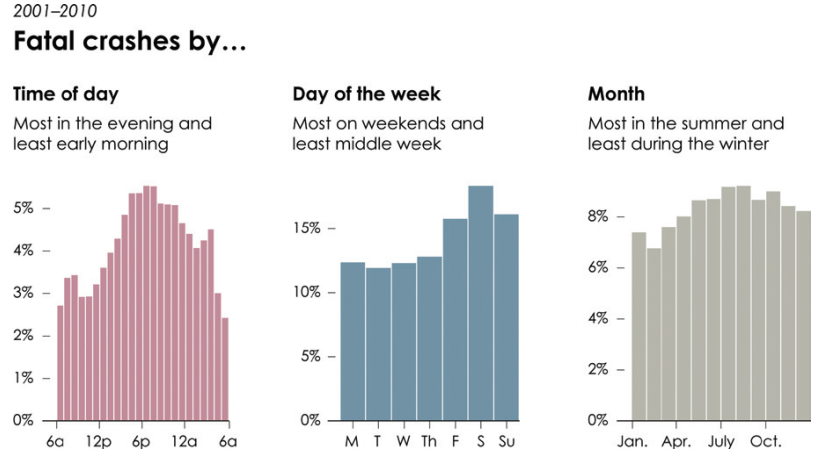 2001–2010
Fatal crashes by…
Time of day
Most in the evening and
least early morning
5%
4%
3%
2%
1%
0%
6a 12p 6p 12a 6a
Day of the week
Most on weekends and
least middle week
15%
10%
5%
0%
M T W Th F S Su
Month
Most in the summer and
least during the winter
8%
6%
4%
2%
0%
Jan. Apr. July Oct.